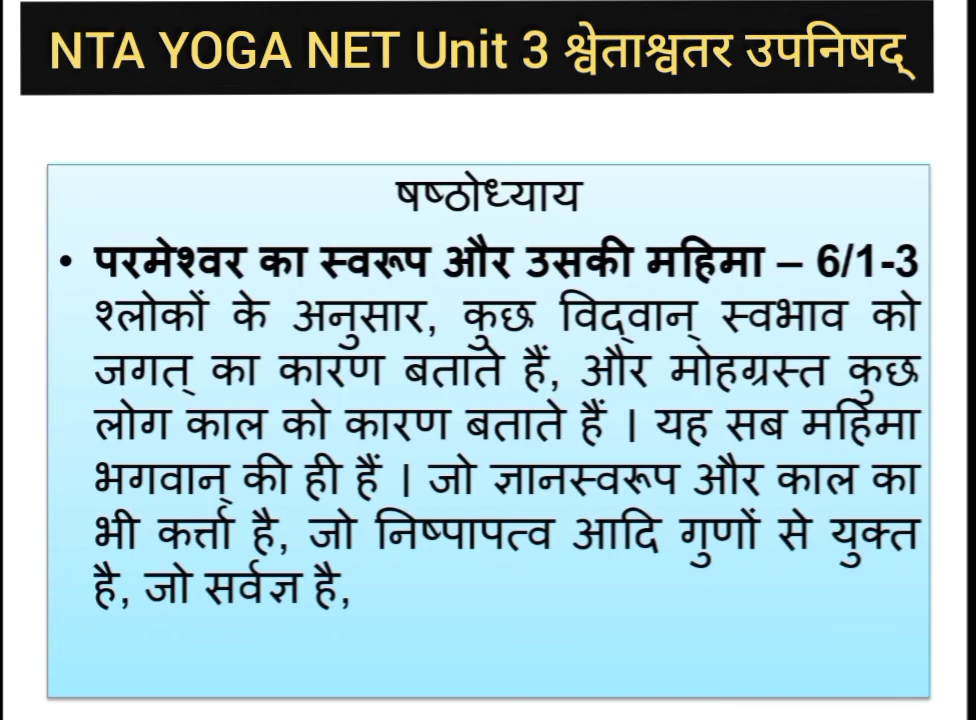 NTA YOGA NET Unit 3 श्वेताश्वतर उपनिषद्
षष्ठोध्याय
• परमेश्वर का स्वरूप और उसकी महिमा – 6/1-3
श्लोकों के अनुसार, कुछ विद्वान् स्वभाव को
जगत् का कारण बताते हैं, और मोहग्रस्त कुछ
लोग काल को कारण बताते हैं । यह सब महिमा
भगवान् की ही हैं । जो ज्ञानस्वरूप और काल का
भी कर्त्ता है, जो निष्पापत्व आदि गुणों से युक्त
है, जो सर्वज्ञ है,